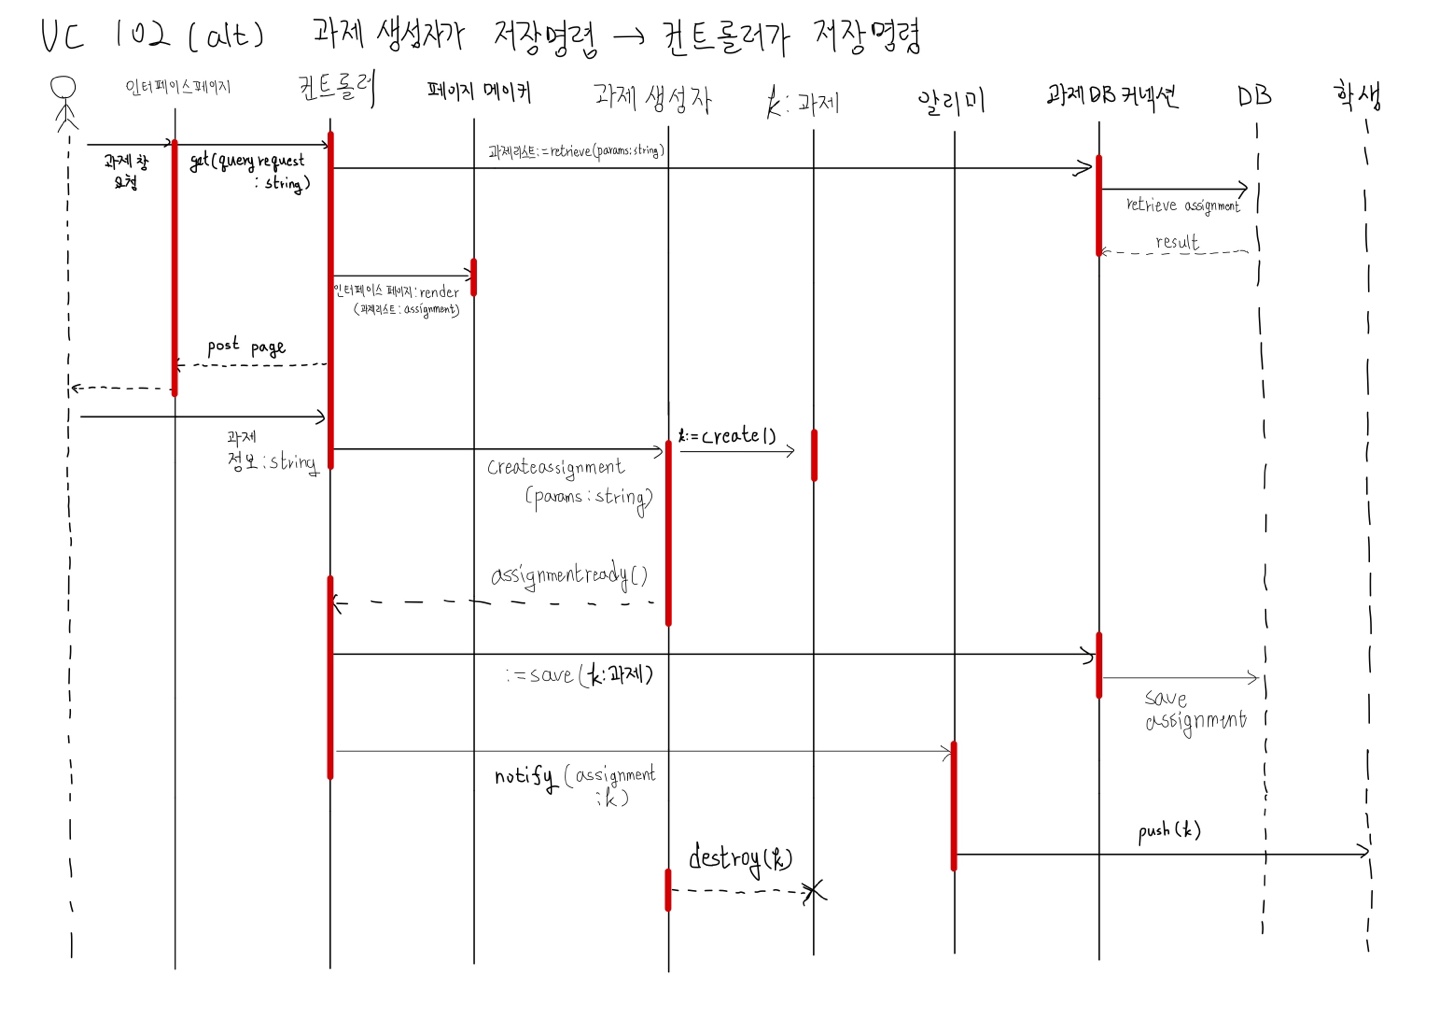 UC 102 (alt) 과제 생성자가 저장명령 → 컨트롤러가 저장명령
인터페이스페이지
컨트롤러
페이지 메이커
과제 생성자
k:과제
알리미
과제DB 커넥션
DB
학생
과제 창
요청
get(queryrequest
: string)
과제리스트:=retrieve(params:string)
retrieve assignment
result
인터페이스 페이지:render
(과제리스트: assignment)
post page
과제
정보:string
createassignment
(params:string)
k:=create()
assignmentready()
:=save(k:과제)
save
assignment
notify (assignment
:k)
push(k)
destroy(k)